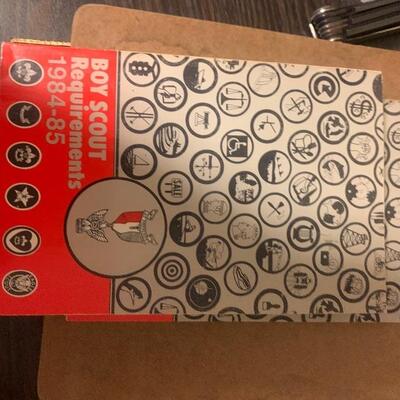 BOY SCOUT
Requirements
1984-85